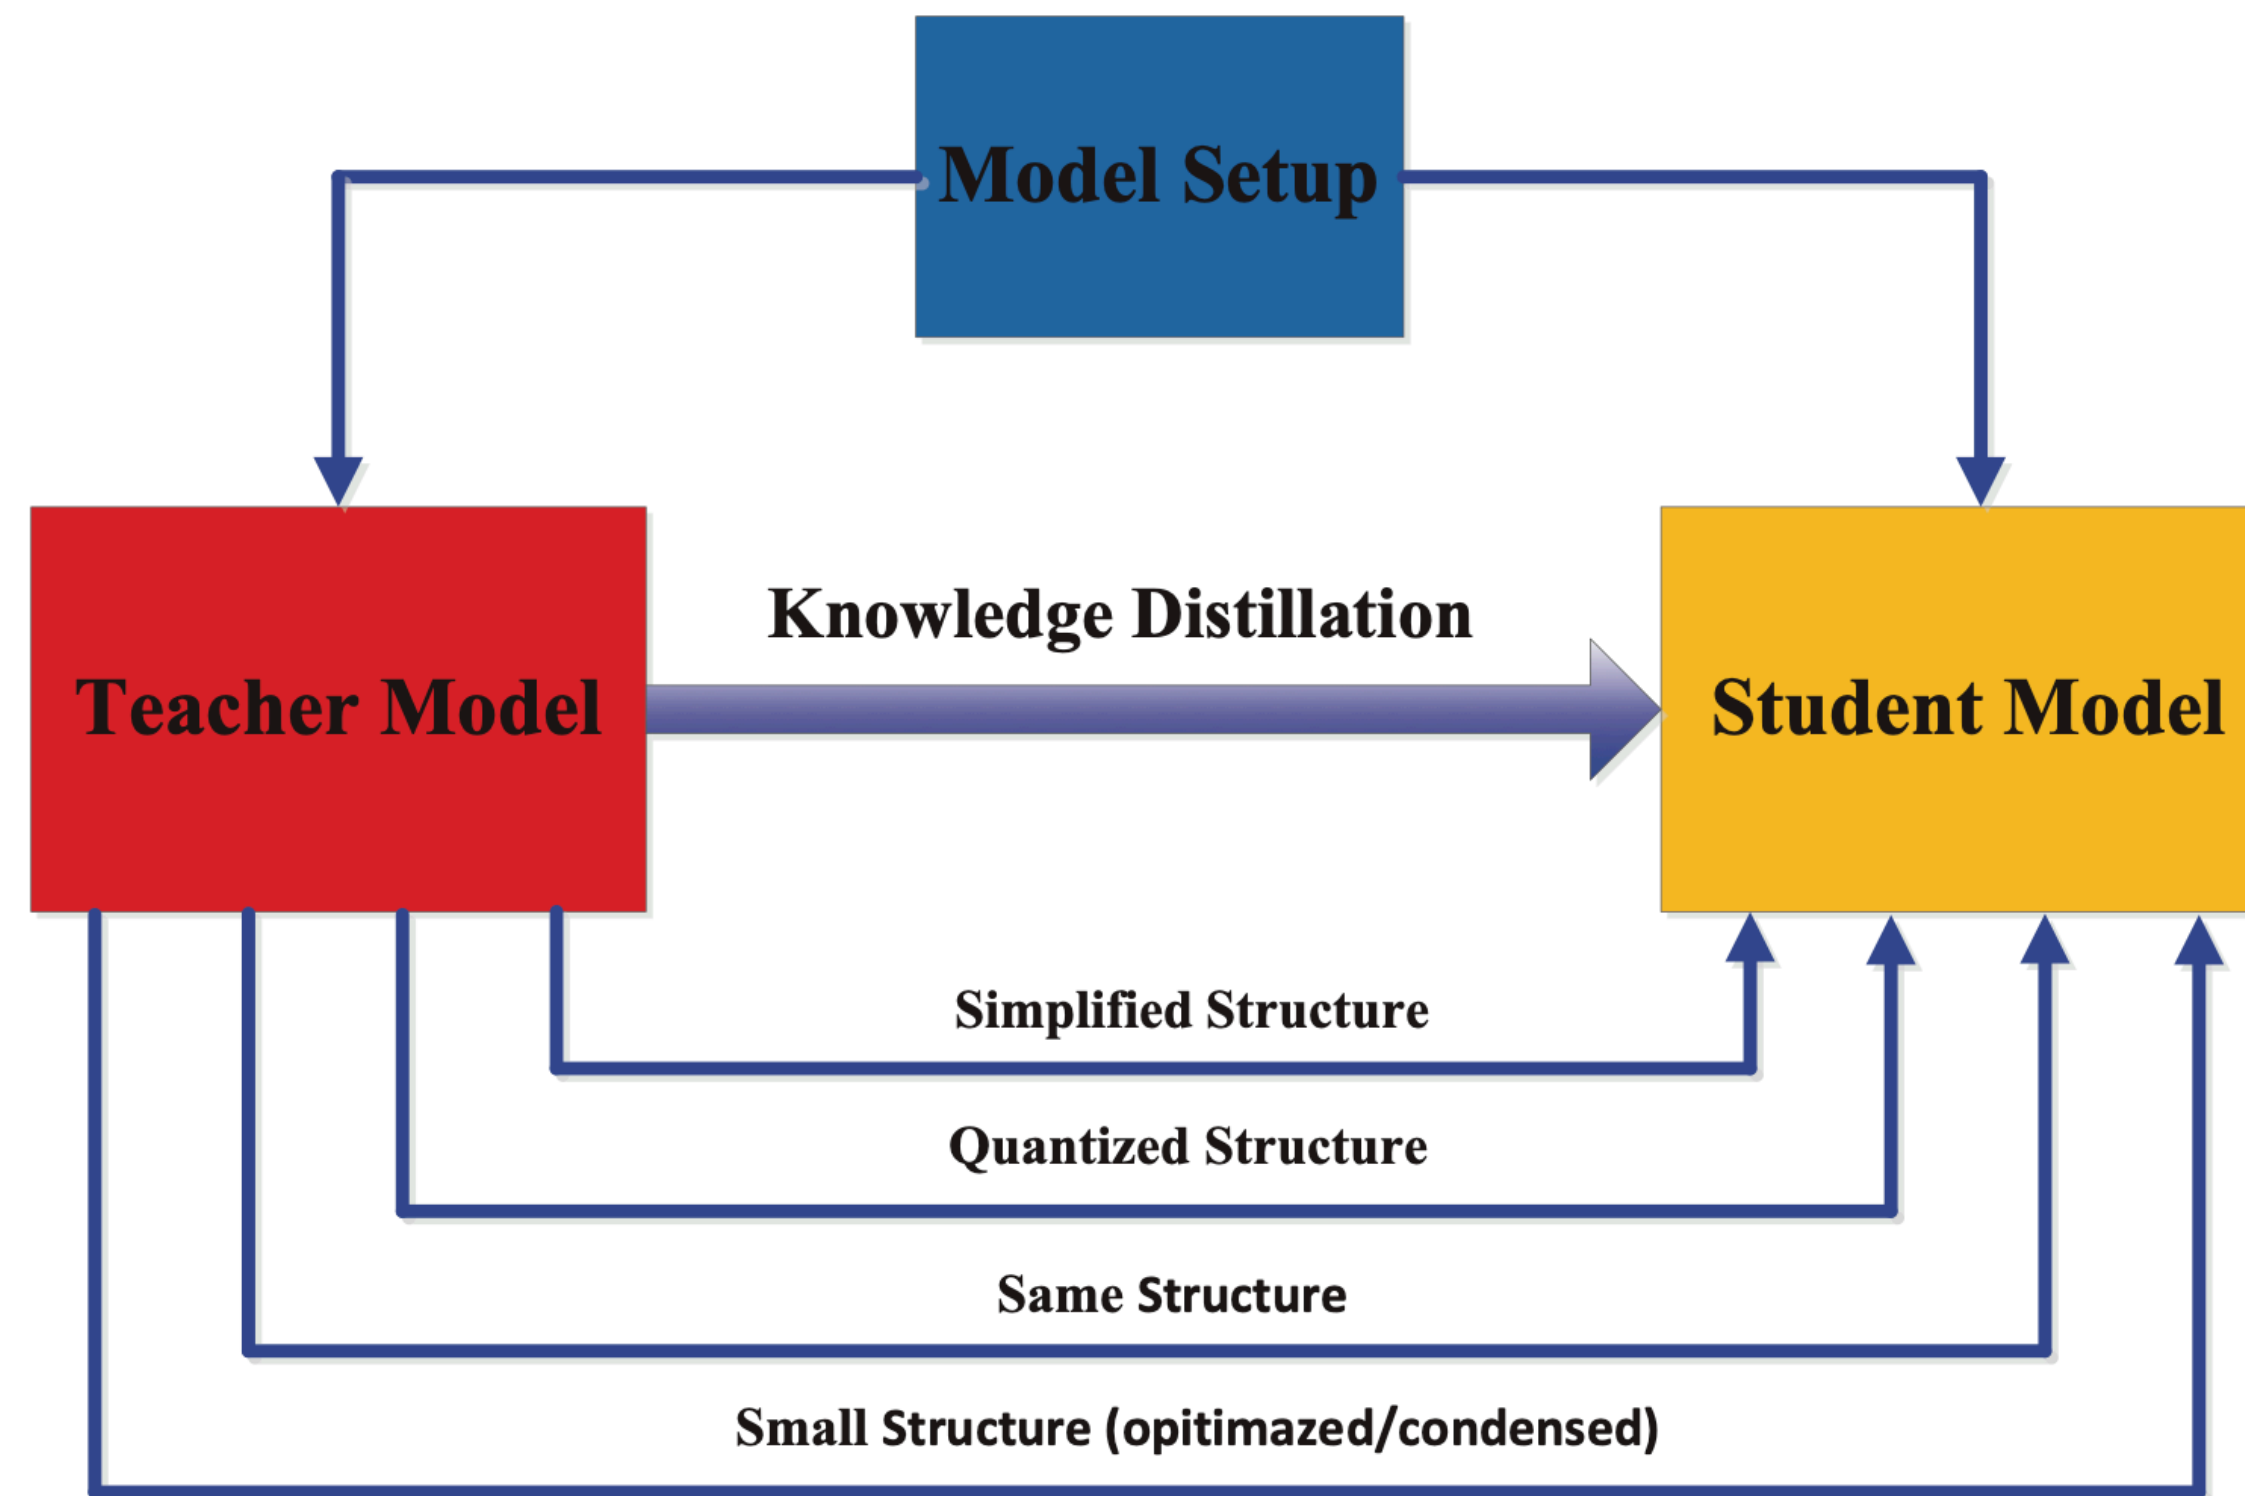 Model Setup
Knowledge Distillation
Teacher Model
Student Model
Simplified Structure
Quantized Structure
Same Structure
Small Structure (opitimazed/condensed)